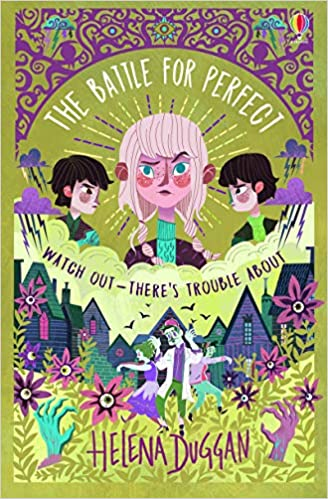 THE BATTLE FOR PERFECT
WATCH OUT—THERE'S TROUBLE ABOUT
HELENA DUGGAN